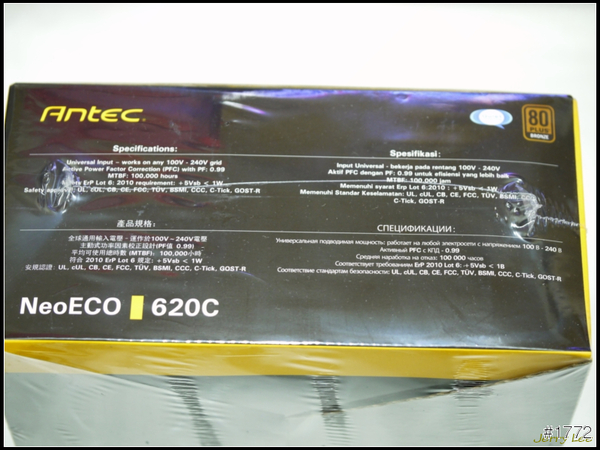 Antec
80
PLUS
BRONZE
Specifications:
Universal Input - works on any 100V - 240V grid
Active Power Factor Correction (PFC) with PF: 0.99
MTBF: 100,000 hours
ErP Lot 6: 2010 requirement: +5Vsb < 1W
Safety UL, cUL, CB, CE, FCC, TÜV, BSMI, CCC, C-Tick, GOST-R
Spesifikasi:
Input Universal - bekerja pada rentang 100V - 240V
Aktif PFC dengan PF: 0.99 untuk efisiensi yang lebih baik
MTBF: 100,000 jam
Memenuhi syarat Erp Lot 6:2010 : +5Vsb < 1W
Memenuhi Standar Keselamatan: UL, cUL, CB, CE, FCC, TÜV, BSMI, CCC
C-Tick, GOST-R
產品規格:
全球通用輸入電壓,運作於100V~240V電壓
主動式功率因素校正設計(PF值 0.99)
平均可使用總時數 (MTBF): 100,000小時
符合 2010 ErP Lot 6 規定: +5Vsb < 1W
安規認證: UL, cUL, CB, CE, FCC, TÜV, BSMI, CCC, C-Tick, GOST-R
СПЕЦИФИКАЦИИ:
Универсальная подводимая мощность: работает на любой электросети с напряжением 100 В - 240 В
Активный PFC с КПД - 0.99
Средняя наработка на отказ: 100 000 часов
Соответствует требованиям ErP 2010 Lot 6: +5Vsb < 1В
Соответствие стандартам безопасности: UL, cUL, CB, CE, FCC, TÜV, BSMI, CCC, C-Tick, GOST-R
NeoECO 620C
#1772